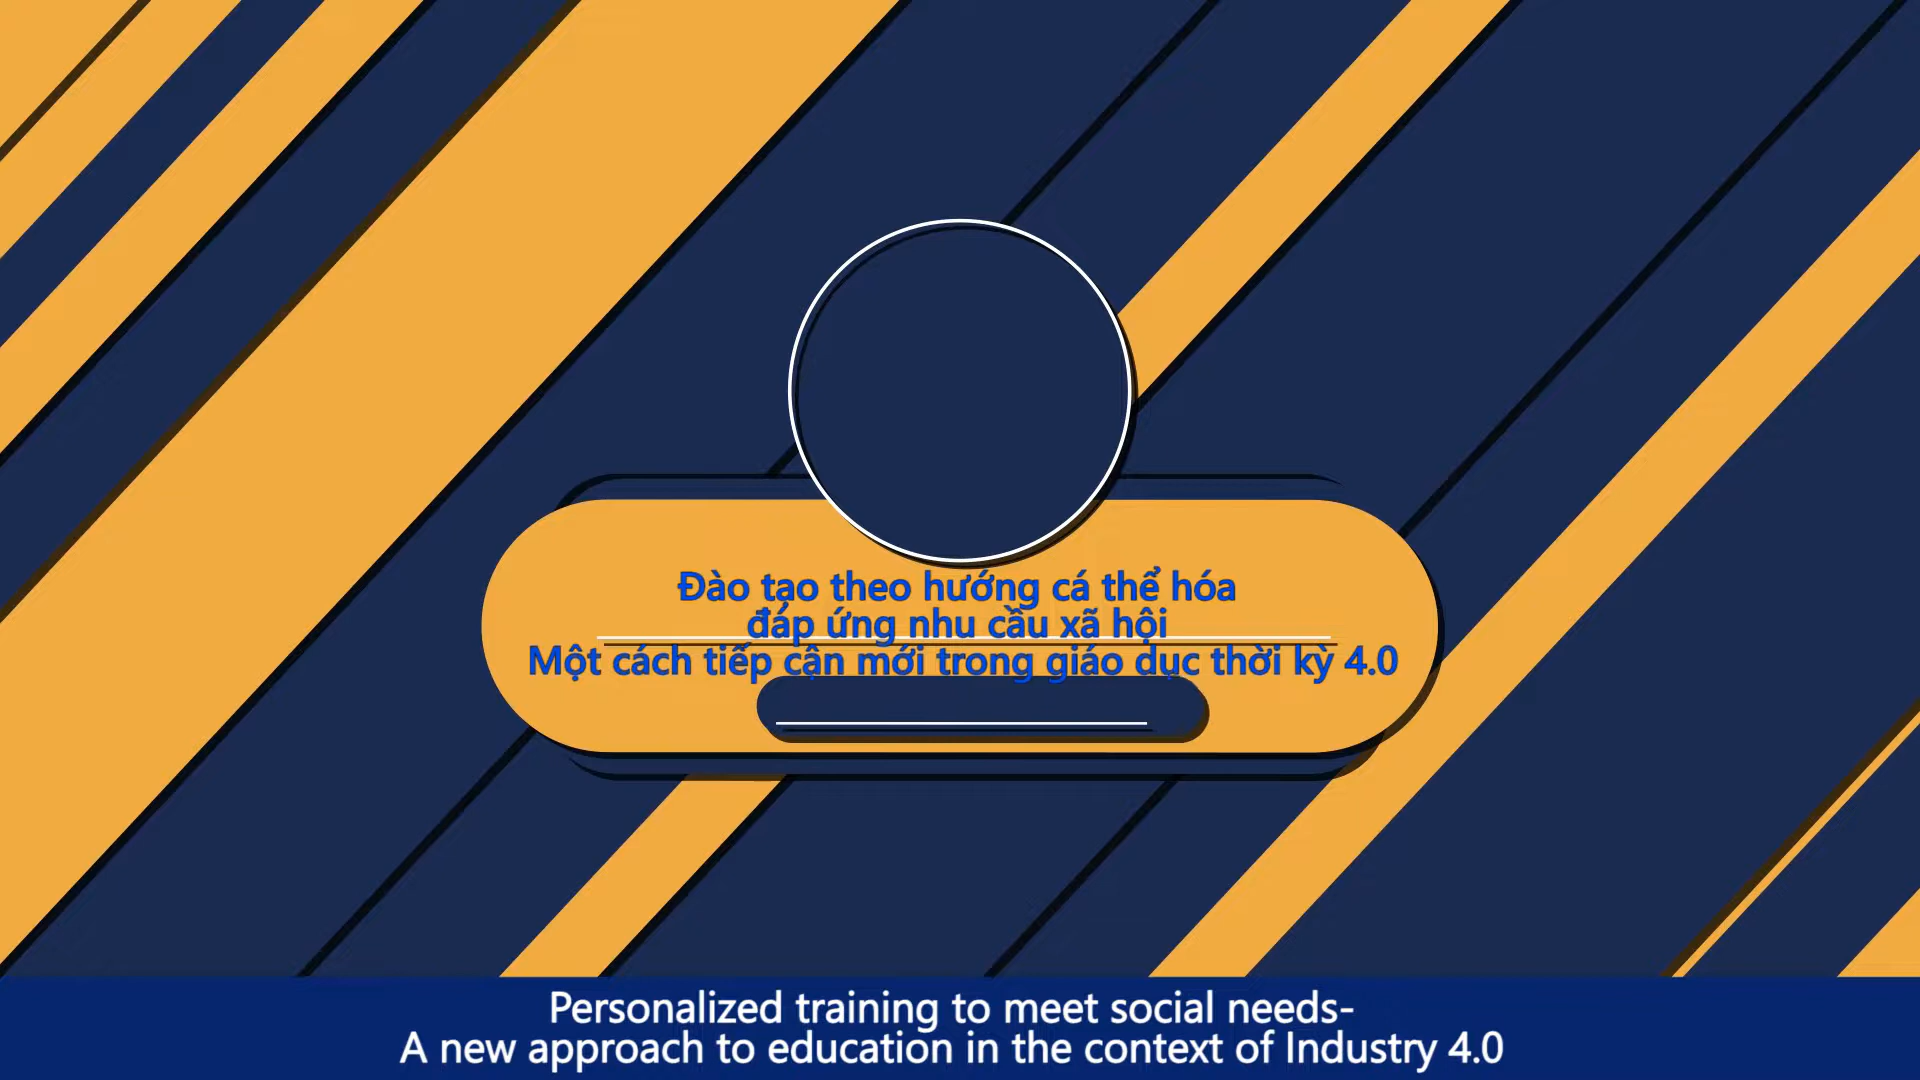 Đào tạo theo hướng cá thể hóa
đáp ứng nhu cầu xã hội
Một cách tiếp cận mới trong giáo dục thời kỳ 4.0
Personalized training to meet social needs-
A new approach to education in the context of Industry 4.0